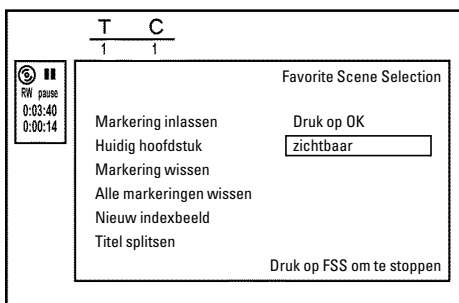 T C
1 1
RW pause
0:03:40
0:00:14
Favorite Scene Selection
Markering inlassen Druk op OK
Huidig hoofdstuk zichtbaar
Markering wissen
Alle markeringen wissen
Nieuw indexbeeld
Titel splitsen
Druk op FSS om te stoppen